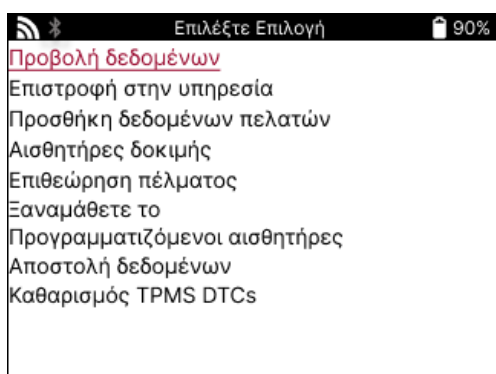 Επιλέξτε Επιλογή 90%
Προβολή δεδομένων
Επιστροφή στην υπηρεσία
Προσθήκη δεδομένων πελατών
Αισθητήρες δοκιμής
Επιθεώρηση πέλματος
Ξαναμάθετε το
Προγραμματιζόμενοι αισθητήρες
Αποστολή δεδομένων
Καθαρισμός TPMS DTCs